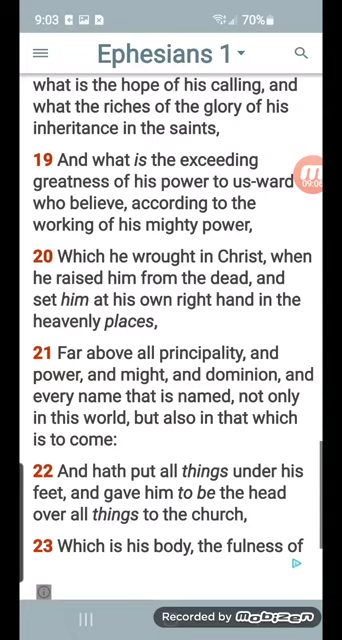 9:03
70%
Ephesians 1
what is the hope of his calling, and
what the riches of the glory of his
inheritance in the saints,
19 And what is the exceeding
greatness of his power to us-ward
who believe, according to the
working of his mighty power,
09:06
20 Which he wrought in Christ, when
he raised him from the dead, and
set him at his own right hand in the
heavenly places,
21 Far above all principality, and
power, and might, and dominion, and
every name that is named, not only
in this world, but also in that which
is to come:
22 And hath put all things under his
feet, and gave him to be the head
over all things to the church,
23 Which is his body, the fulness of
Recorded by mobizen